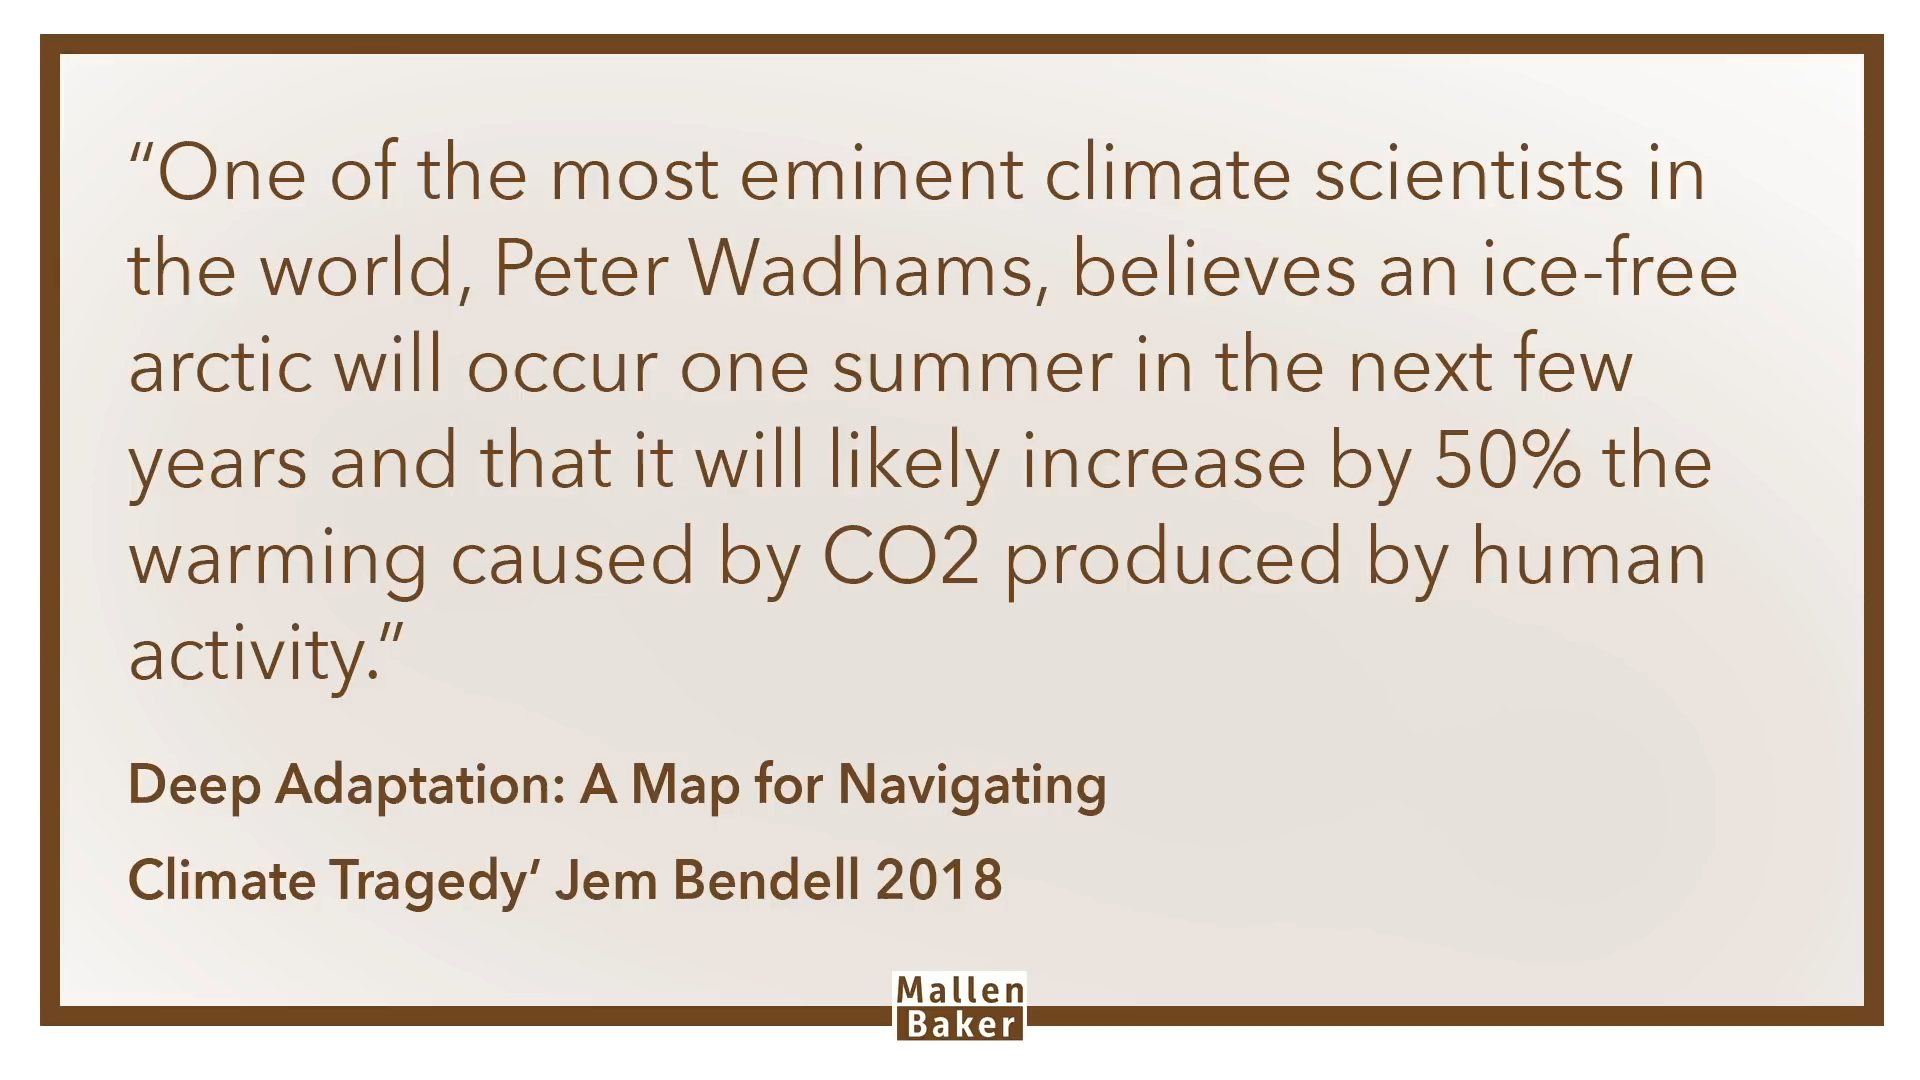 “One of the most eminent climate scientists in
the world, Peter Wadhams, believes an ice-free
arctic will occur one summer in the next few
years and that it will likely increase by 50% the
warming caused by CO2 produced by human
activity.”
Deep Adaptation: A Map for Navigating
Climate Tragedy’ Jem Bendell 2018
Mallen
Baker